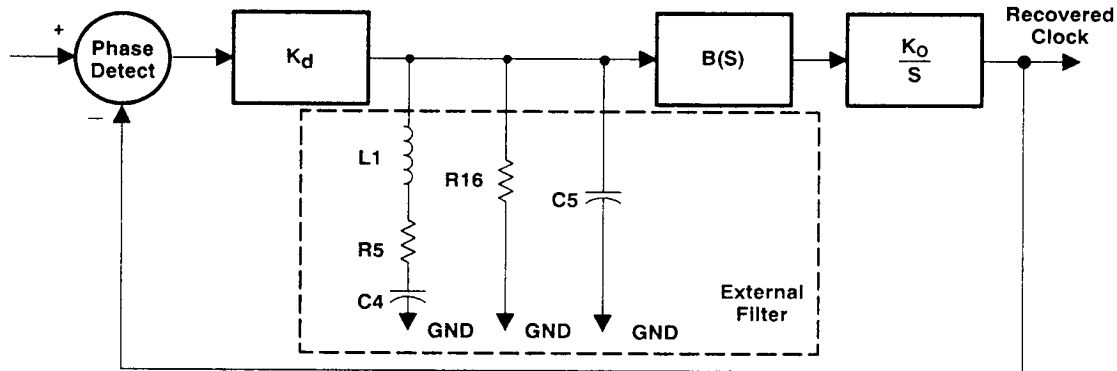 Recovered
Clock
+
Phase
Detect
K_d
B(S)
K_O
S
−
L1
R16
C5
R5
C4
External
Filter
GND GND GND